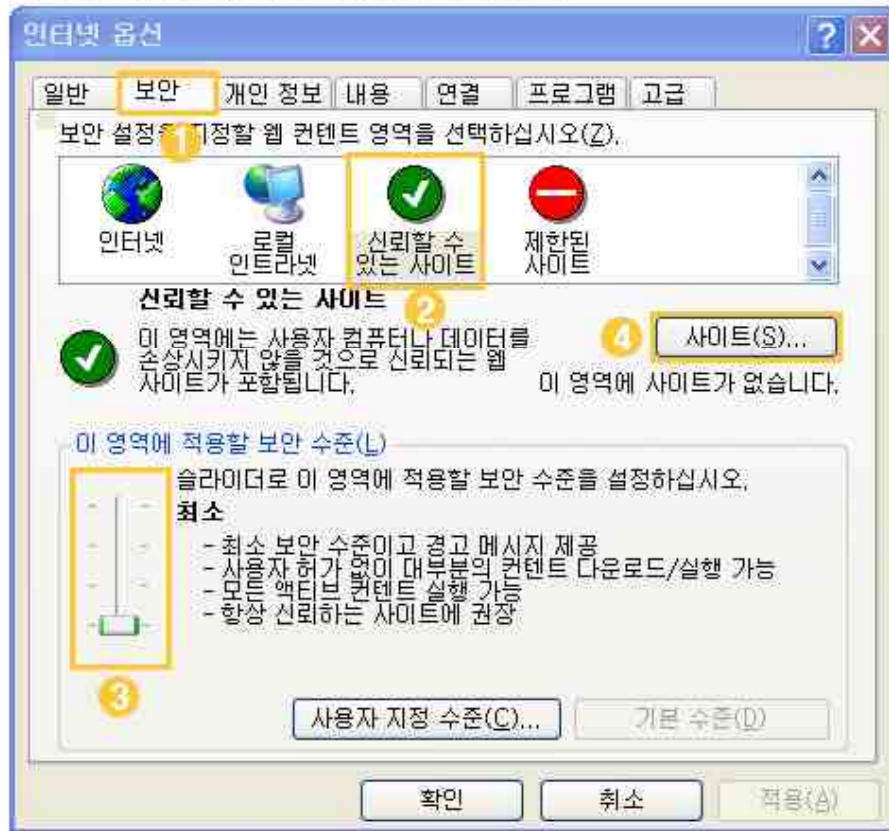 인터넷 옵션
일반 보안 개인 정보 내용 연결 프로그램 고급
보안 설정을 지정할 웹 컨텐트 영역을 선택하십시오(Z).
1
인터넷
로컬
인트라넷
신뢰할 수
있는 사이트
제한된
사이트
2
신뢰할 수 있는 사이트
이 영역에는 사용자 컴퓨터나 데이터를
손상시키지 않을 것으로 신뢰되는 웹
사이트가 포함됩니다.
4 사이트(S)...
이 영역에 사이트가 없습니다.
이 영역에 적용할 보안 수준(L)
슬라이더로 이 영역에 적용할 보안 수준을 설정하십시오.
최소
- 최소 보안 수준이고 경고 메시지 제공
- 사용자 허가 없이 대부분의 컨텐트 다운로드/실행 가능
- 모든 액티브 컨텐트 실행 가능
- 항상 신뢰하는 사이트에 권장
3
사용자 지정 수준(C)... 기본 수준(D)
확인 취소 적용(A)